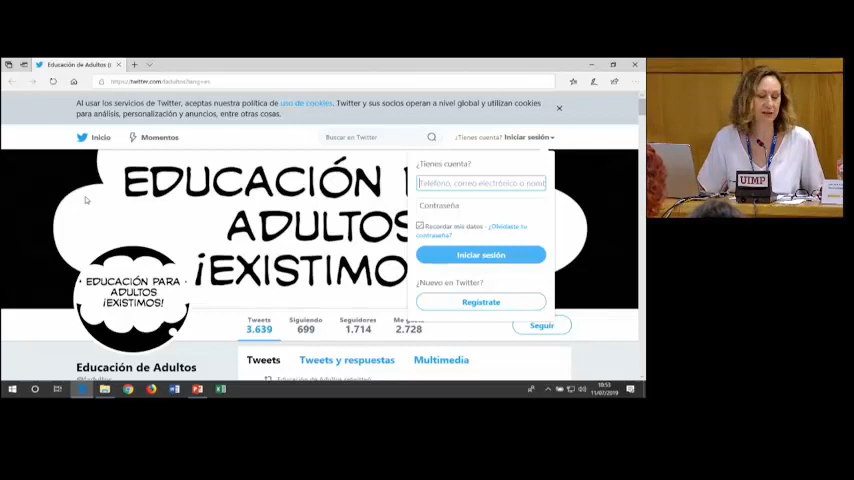 Educación de Adultos (
https://twitter.com/fadultos?lang=es
Al usar los servicios de Twitter, aceptas nuestra política de uso de cookies. Twitter y sus socios operan a nivel global y utilizan cookies
para análisis, personalización y anuncios, entre otras cosas.
Inicio
Momentos
Buscar en Twitter
¿Tienes cuenta? Iniciar sesión
¿Tienes cuenta?
Teléfono, correo electrónico o nomb
Contraseña
Recordar mis datos · ¿Olvidaste tu
contraseña?
Iniciar sesión
¿Nuevo en Twitter?
Regístrate
EDUCACIÓN
ADULTOS
¡EXISTIMO
EDUCACIÓN PARA
ADULTOS
¡EXISTIMOS!
Tweets
3.639
Siguiendo
699
Seguidores
1.714
Me
2.728
Seguir
Educación de Adultos
Tweets
Tweets y respuestas
Multimedia
Educación de Adultos retwitteó
10:53
11/07/2019
UIMP